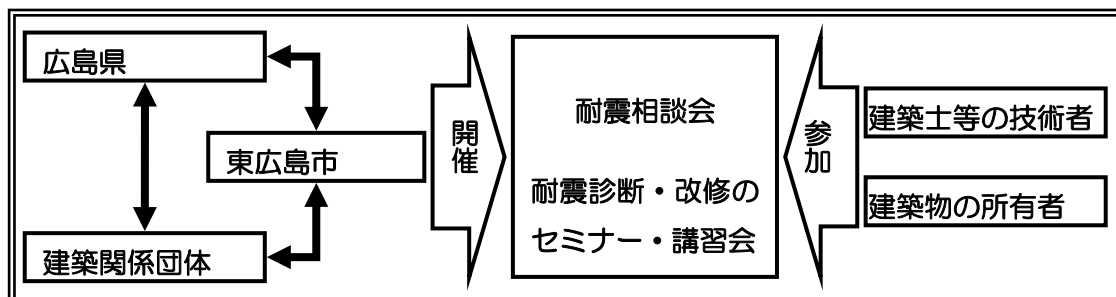 広島県
東広島市
建築関係団体
開催
耐震相談会
耐震診断・改修の
セミナー・講習会
参加
建築士等の技術者
建築物の所有者